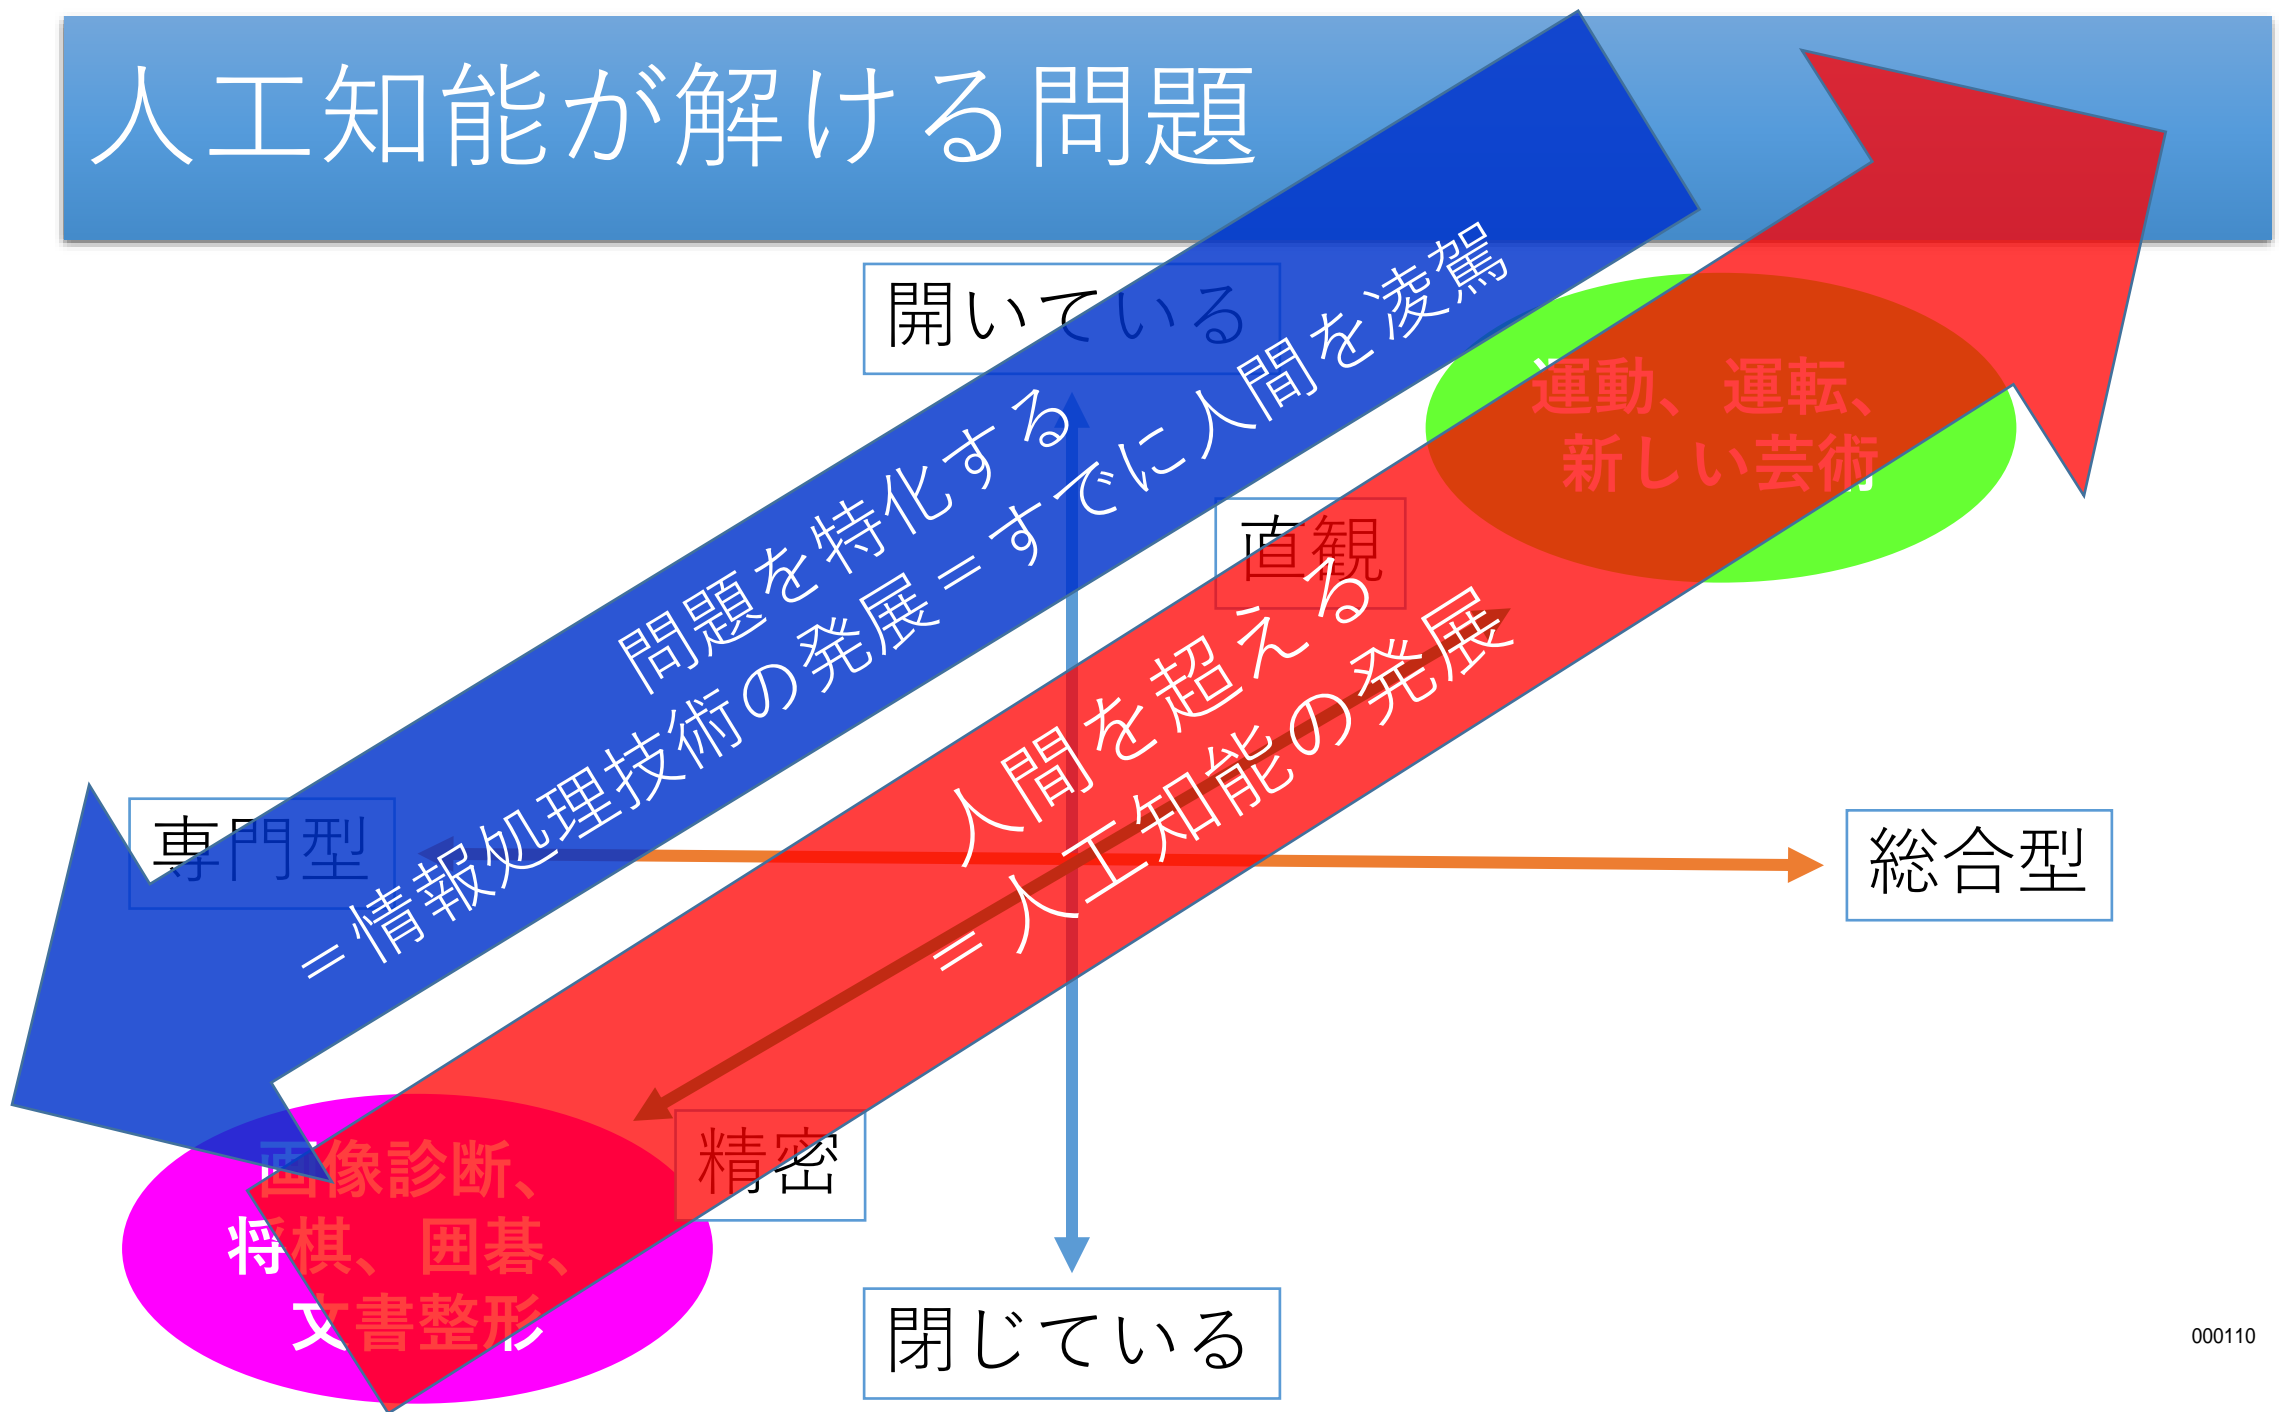 人工知能が解ける問題
開いている
問題を特化する
=情報処理技術の発展=すでに人間を凌駕
運動、運転、
新しい芸術
直観
人間を超える
=人工知能の発展
専門型
総合型
精密
画像診断、
将棋、囲碁、
文書整形
閉じている
000110